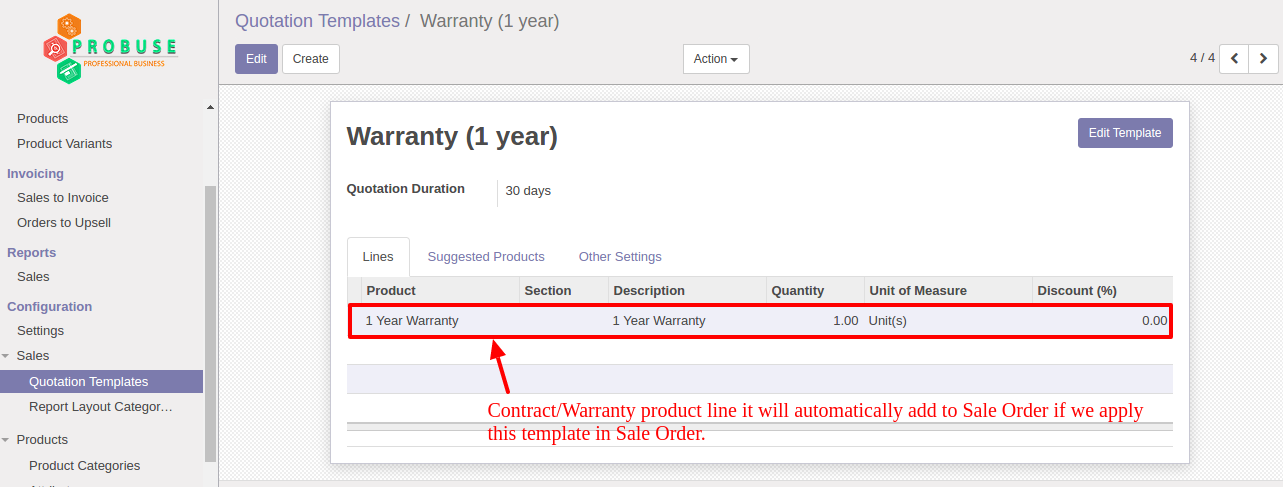 PROBUSE
PROFESSIONAL BUSINESS
Products
Product Variants
Invoicing
Sales to Invoice
Orders to Upsell
Reports
Sales
Configuration
Settings
Sales
Quotation Templates
Report Layout Categor…
Products
Product Categories
Quotation Templates / Warranty (1 year)
Edit Create Action 4 / 4
Warranty (1 year)
Edit Template
Quotation Duration 30 days
Lines Suggested Products Other Settings
Product Section Description Quantity Unit of Measure Discount (%)
1 Year Warranty 1 Year Warranty 1.00 Unit(s) 0.00
Contract/Warranty product line it will automatically add to Sale Order if we apply
this template in Sale Order.